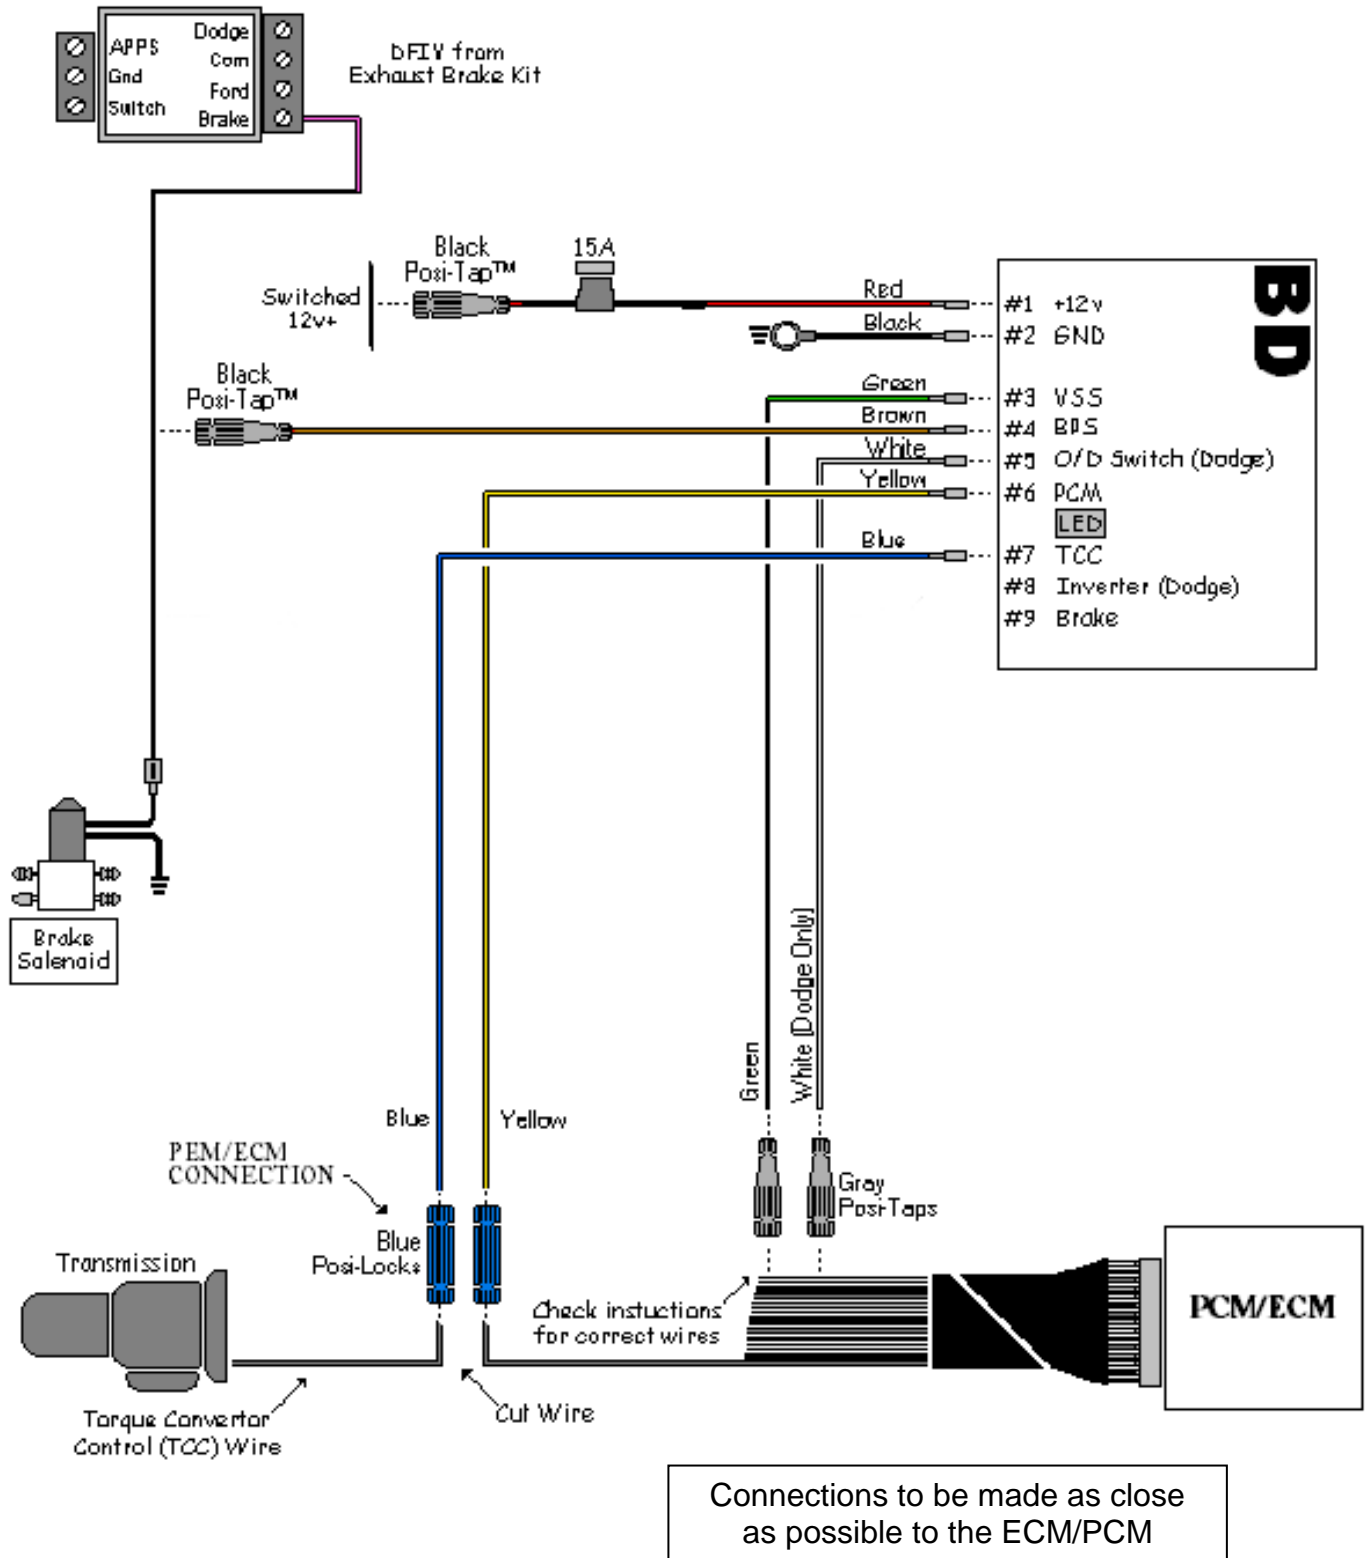 APPS
Gnd
Switch
Dodge
Com
Ford
Brake
DFIV from
Exhaust Brake Kit
Switched
12v+
Black
Posi-Tap™
15A
Red
Black
Black
Posi-Tap™
Green
Brown
White
Yellow
Blue
BD
#1 +12v
#2 GND
#3 VSS
#4 BPS
#5 O/D Switch (Dodge)
#6 PCM
LED
#7 TCC
#8 Inverter (Dodge)
#9 Brake
Brake
Salenaid
Green
White (Dodge Only)
Blue
Yellow
PEM/ECM
CONNECTION
Blue
Posi-Locks
Gray
Posi-Taps
Transmission
Check instuctions
for correct wires
PCM/ECM
Torque Convertor
Control (TCC) Wire
Cut Wire
Connections to be made as close
as possible to the ECM/PCM